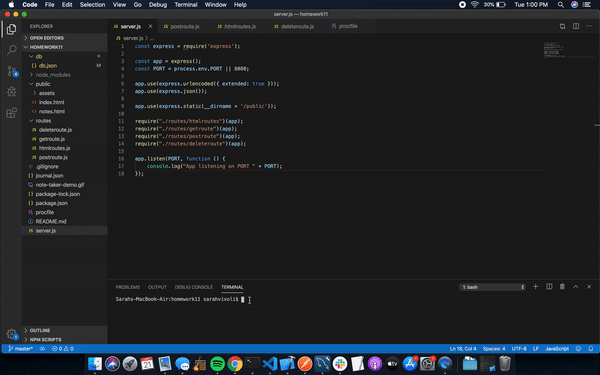 Code File Edit Selection View Go Debug Terminal Window Help 30% Tue 1:00 PM
server.js — homework11
EXPLORER
server.js × postroute.js htmlroutes.js deleteroute.js procfile
OPEN EDITORS
server.js > ...
HOMEWORK11
db
db.json M
node_modules
public
assets
index.html
notes.html
routes
deleteroute.js
getroute.js
htmlroutes.js
postroute.js
.gitignore
journal.json
note-taker-demo.gif
package-lock.json
package.json
procfile
README.md
server.js
1 const express = require('express');
2
3 const app = express();
4 const PORT = process.env.PORT || 8080;
5
6 app.use(express.urlencoded({ extended: true }));
7 app.use(express.json());
8
9 app.use(express.static(__dirname + '/public'));
10
11 require("./routes/htmlroutes")(app);
12 require("./routes/getroute")(app);
13 require("./routes/postroute")(app);
14 require("./routes/deleteroute")(app);
15
16 app.listen(PORT, function () {
17 console.log("App listening on PORT " + PORT);
18 });
PROBLEMS OUTPUT DEBUG CONSOLE TERMINAL 1: bash
Sarahs-MacBook-Air:homework11 sarahvivoli$
OUTLINE
NPM SCRIPTS
master* 0 0 Ln 18, Col 4 Spaces: 4 UTF-8 LF JavaScript